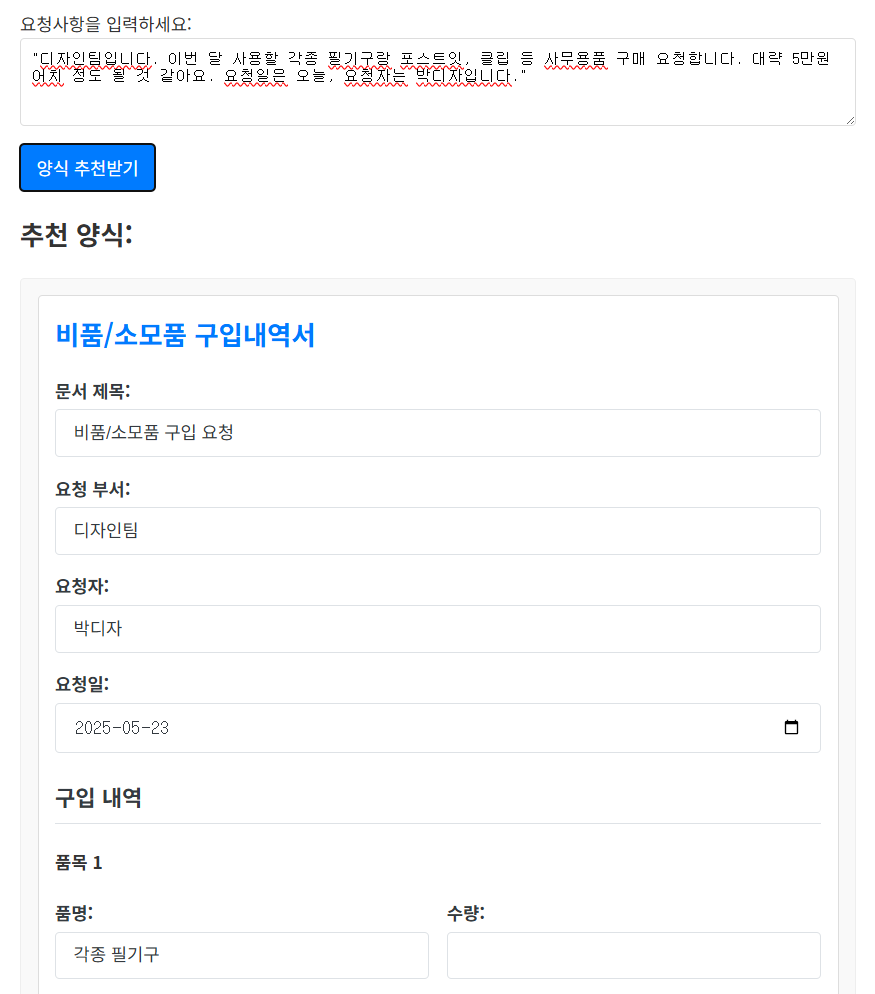 요청사항을 입력하세요:
"디자인팀입니다. 이번 달 사용할 각종 필기구랑 포스트잇, 클립 등 사무용품 구매 요청합니다. 대략 5만원
어치 정도 될 것 같아요. 요청일은 오늘, 요청자는 박디자입니다."
양식 추천받기
추천 양식:
비품/소모품 구입내역서
문서 제목:
비품/소모품 구입 요청
요청 부서:
디자인팀
요청자:
박디자
요청일:
2025-05-23
구입 내역
품목 1
품명: 수량:
각종 필기구